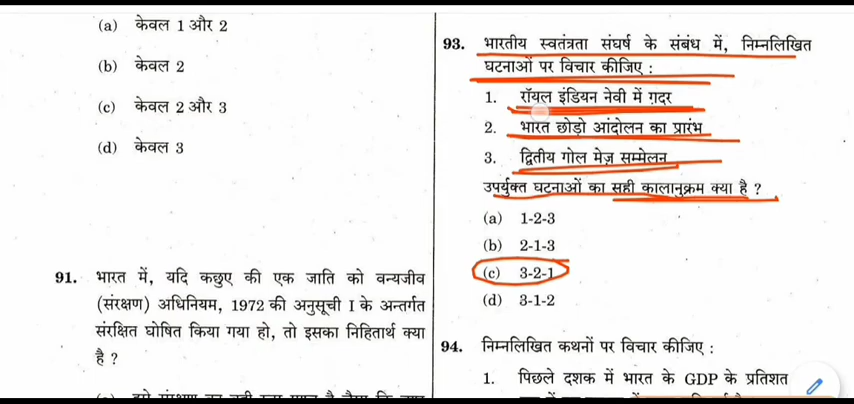 (a) केवल 1 और 2
(b) केवल 2
(c) केवल 2 और 3
(d) केवल 3
91. भारत में, यदि कछुए की एक जाति को वन्यजीव
(संरक्षण) अधिनियम, 1972 की अनुसूची I के अन्तर्गत
संरक्षित घोषित किया गया हो, तो इसका निहितार्थ क्या
है ?
93. भारतीय स्वतंत्रता संघर्ष के संबंध में, निम्नलिखित
घटनाओं पर विचार कीजिए :
1. रॉयल इंडियन नेवी में ग़दर
2. भारत छोड़ो आंदोलन का प्रारंभ
3. द्वितीय गोल मेज़ सम्मेलन
उपर्युक्त घटनाओं का सही कालानुक्रम क्या है ?
(a) 1-2-3
(b) 2-1-3
(c) 3-2-1
(d) 3-1-2
94. निम्नलिखित कथनों पर विचार कीजिए :
1. पिछले दशक में भारत के GDP के प्रतिशत